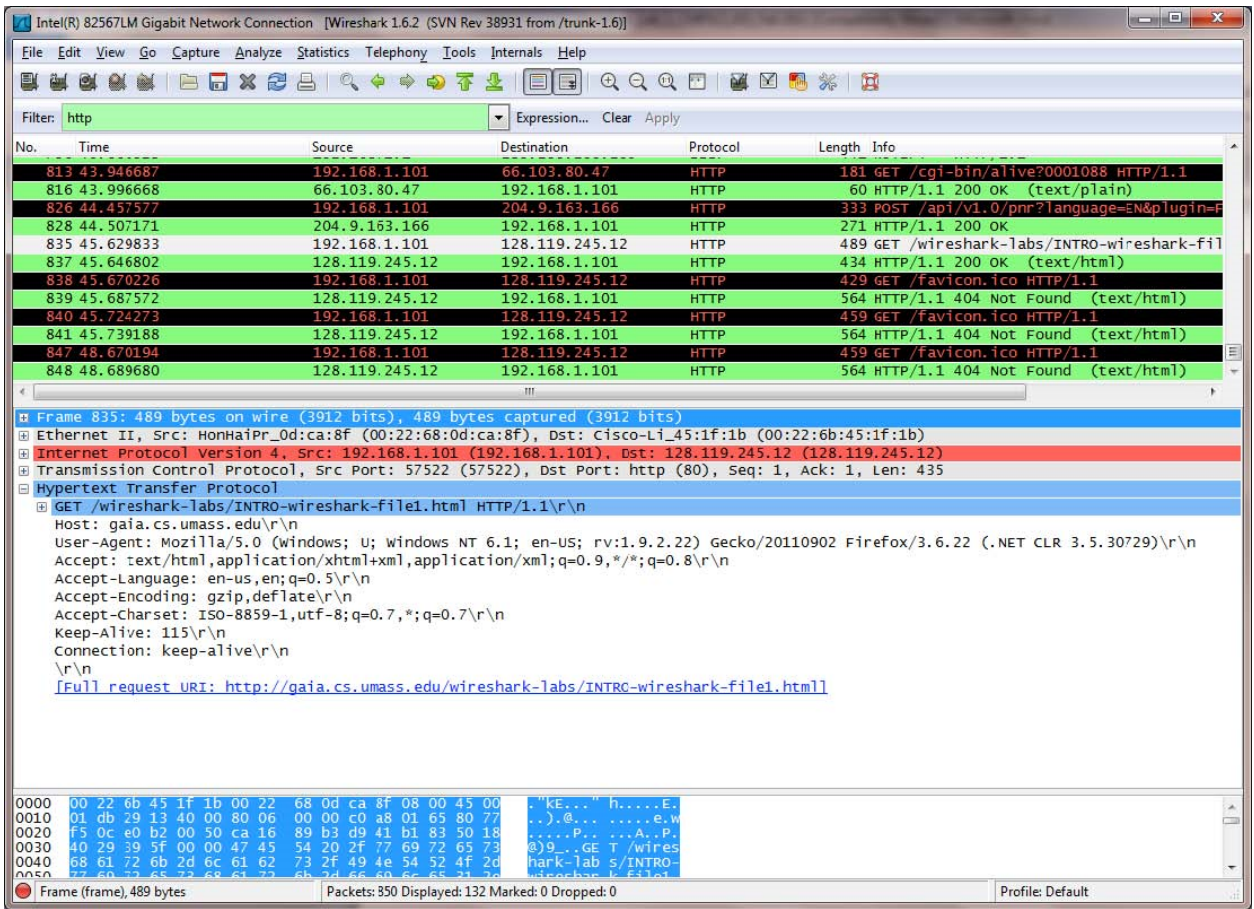 Intel(R) 82567LM Gigabit Network Connection [Wireshark 1.6.2 (SVN Rev 38931 from /trunk-1.6)]
File Edit View Go Capture Analyze Statistics Telephony Tools Internals Help
Filter: http Expression... Clear Apply
No. Time Source Destination Protocol Length Info
813 43.946687 192.168.1.101 66.103.80.47 HTTP 181 GET /cgi-bin/alive?0001088 HTTP/1.1
816 43.996668 66.103.80.47 192.168.1.101 HTTP 60 HTTP/1.1 200 OK (text/plain)
826 44.457577 192.168.1.101 204.9.163.166 HTTP 333 POST /api/v1.0/pnr?language=EN&plugin=F
828 44.507171 204.9.163.166 192.168.1.101 HTTP 271 HTTP/1.1 200 OK
835 45.629833 192.168.1.101 128.119.245.12 HTTP 489 GET /wireshark-labs/INTRO-wireshark-fil
837 45.646802 128.119.245.12 192.168.1.101 HTTP 434 HTTP/1.1 200 OK (text/html)
838 45.670226 192.168.1.101 128.119.245.12 HTTP 429 GET /favicon.ico HTTP/1.1
839 45.687572 128.119.245.12 192.168.1.101 HTTP 564 HTTP/1.1 404 Not Found (text/html)
840 45.724273 192.168.1.101 128.119.245.12 HTTP 459 GET /favicon.ico HTTP/1.1
841 45.739188 128.119.245.12 192.168.1.101 HTTP 564 HTTP/1.1 404 Not Found (text/html)
847 48.670194 192.168.1.101 128.119.245.12 HTTP 459 GET /favicon.ico HTTP/1.1
848 48.689680 128.119.245.12 192.168.1.101 HTTP 564 HTTP/1.1 404 Not Found (text/html)
Frame 835: 489 bytes on wire (3912 bits), 489 bytes captured (3912 bits)
Ethernet II, Src: HonHaiPr_0d:ca:8f (00:22:68:0d:ca:8f), Dst: Cisco-Li_45:1f:1b (00:22:6b:45:1f:1b)
Internet Protocol Version 4, Src: 192.168.1.101 (192.168.1.101), Dst: 128.119.245.12 (128.119.245.12)
Transmission Control Protocol, Src Port: 57522 (57522), Dst Port: http (80), Seq: 1, Ack: 1, Len: 435
Hypertext Transfer Protocol
GET /wireshark-labs/INTRO-wireshark-file1.html HTTP/1.1\r\n
Host: gaia.cs.umass.edu\r\n
User-Agent: Mozilla/5.0 (Windows; U; Windows NT 6.1; en-US; rv:1.9.2.22) Gecko/20110902 Firefox/3.6.22 (.NET CLR 3.5.30729)\r\n
Accept: text/html,application/xhtml+xml,application/xml;q=0.9,*/*;q=0.8\r\n
Accept-Language: en-us,en;q=0.5\r\n
Accept-Encoding: gzip,deflate\r\n
Accept-Charset: ISO-8859-1,utf-8;q=0.7,*;q=0.7\r\n
Keep-Alive: 115\r\n
Connection: keep-alive\r\n
\r\n
[Full request URI: http://gaia.cs.umass.edu/wireshark-labs/INTRO-wireshark-file1.html]
0000 00 22 6b 45 1f 1b 00 22 68 0d ca 8f 08 00 45 00 ."kE..." h.....E.
0010 01 db 29 13 40 00 80 06 00 00 c0 a8 01 65 80 77 ..).@... .....e.w
0020 f5 0c e0 b2 00 50 ca 16 89 b3 d9 41 b1 83 50 18 .....P.. ...A..P.
0030 40 29 39 5f 00 00 47 45 54 20 2f 77 69 72 65 73 @)9_..GE T /wires
0040 68 61 72 6b 2d 6c 61 62 73 2f 49 4e 54 52 4f 2d hark-lab s/INTRO-
0050 77 69 72 65 73 68 61 72 6b 2d 66 69 6c 65 31 2e wireshar k-file1.
Frame (frame), 489 bytes Packets: 850 Displayed: 132 Marked: 0 Dropped: 0 Profile: Default